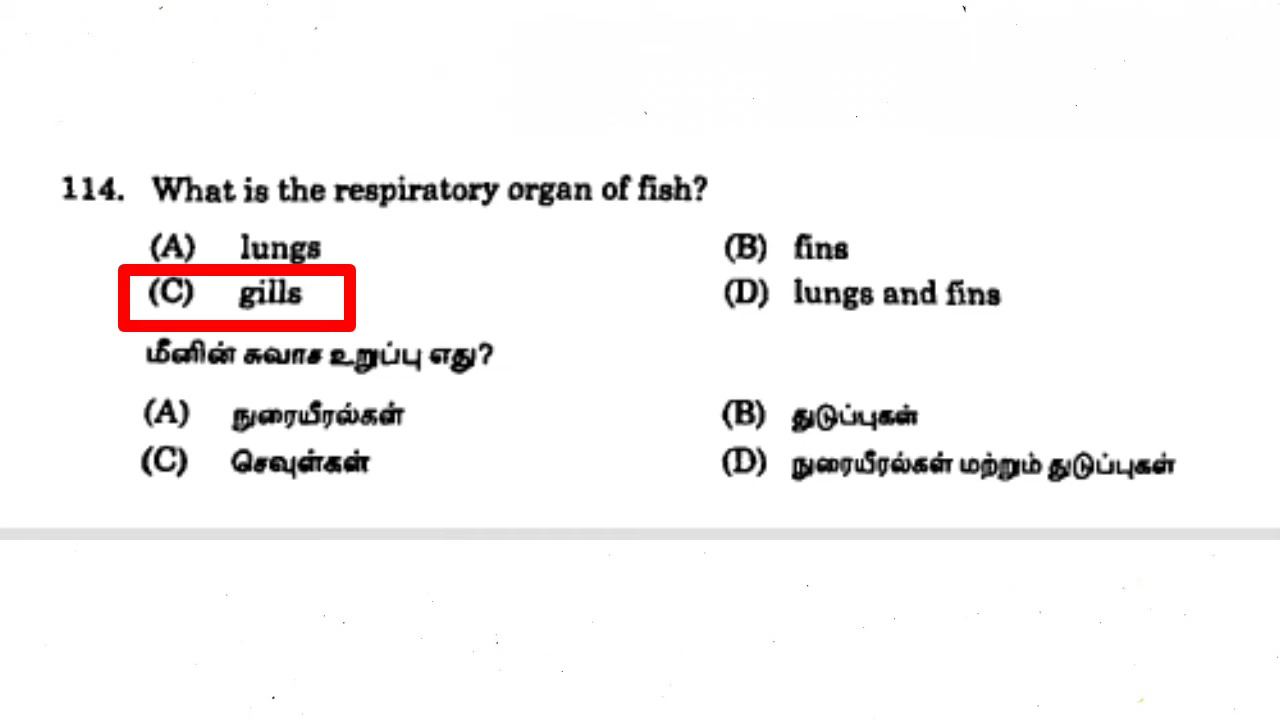 114. What is the respiratory organ of fish?
(A) lungs (B) fins
(C) gills (D) lungs and fins
மீனின் சுவாச உறுப்பு எது?
(A) நுரையீரல்கள் (B) துடுப்புகள்
(C) செவுள்கள் (D) நுரையீரல்கள் மற்றும் துடுப்புகள்